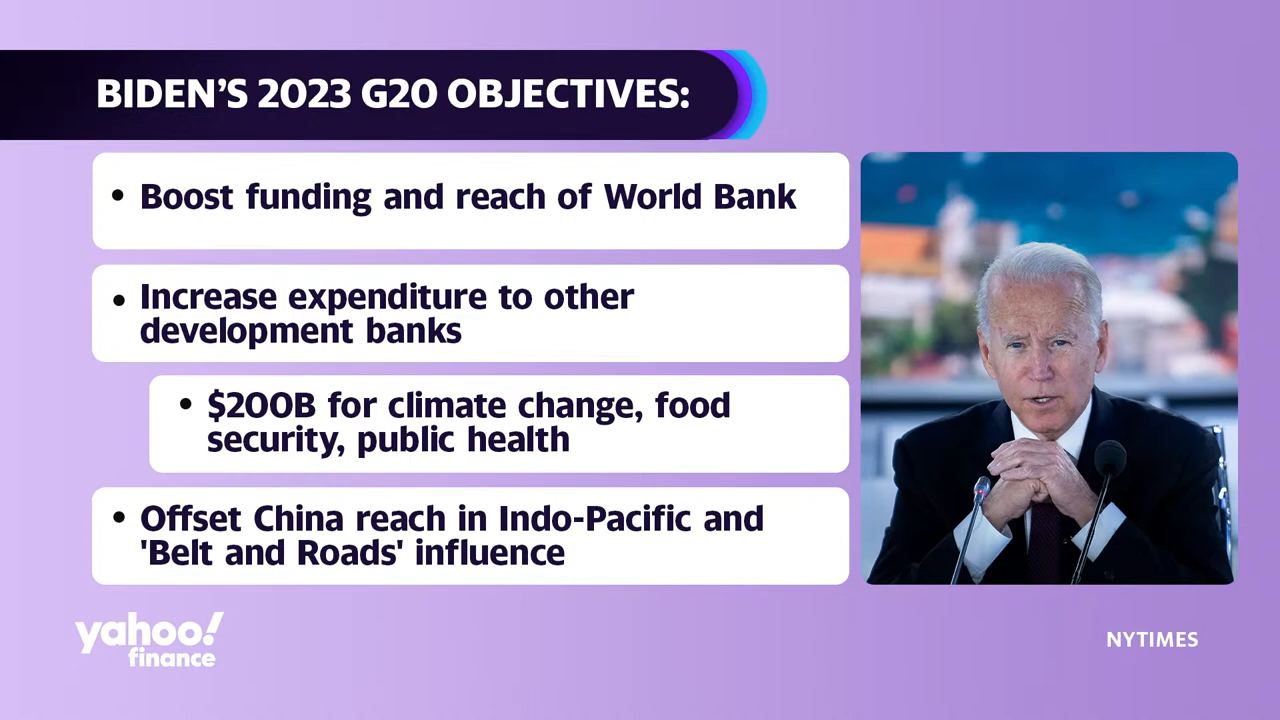 BIDEN'S 2023 G20 OBJECTIVES:
• Boost funding and reach of World Bank
• Increase expenditure to other
development banks
• $200B for climate change, food
security, public health
• Offset China reach in Indo-Pacific and
'Belt and Roads' influence
yahoo!
finance
NYTIMES